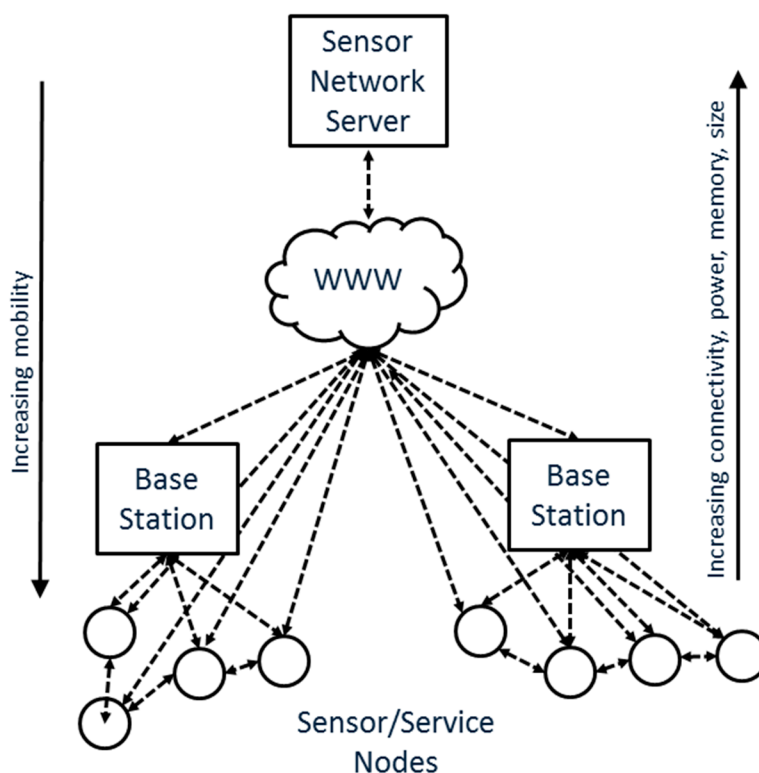 Sensor
Network
Server
WWW
Increasing mobility
Increasing connectivity, power, memory, size
Base
Station
Base
Station
Sensor/Service
Nodes